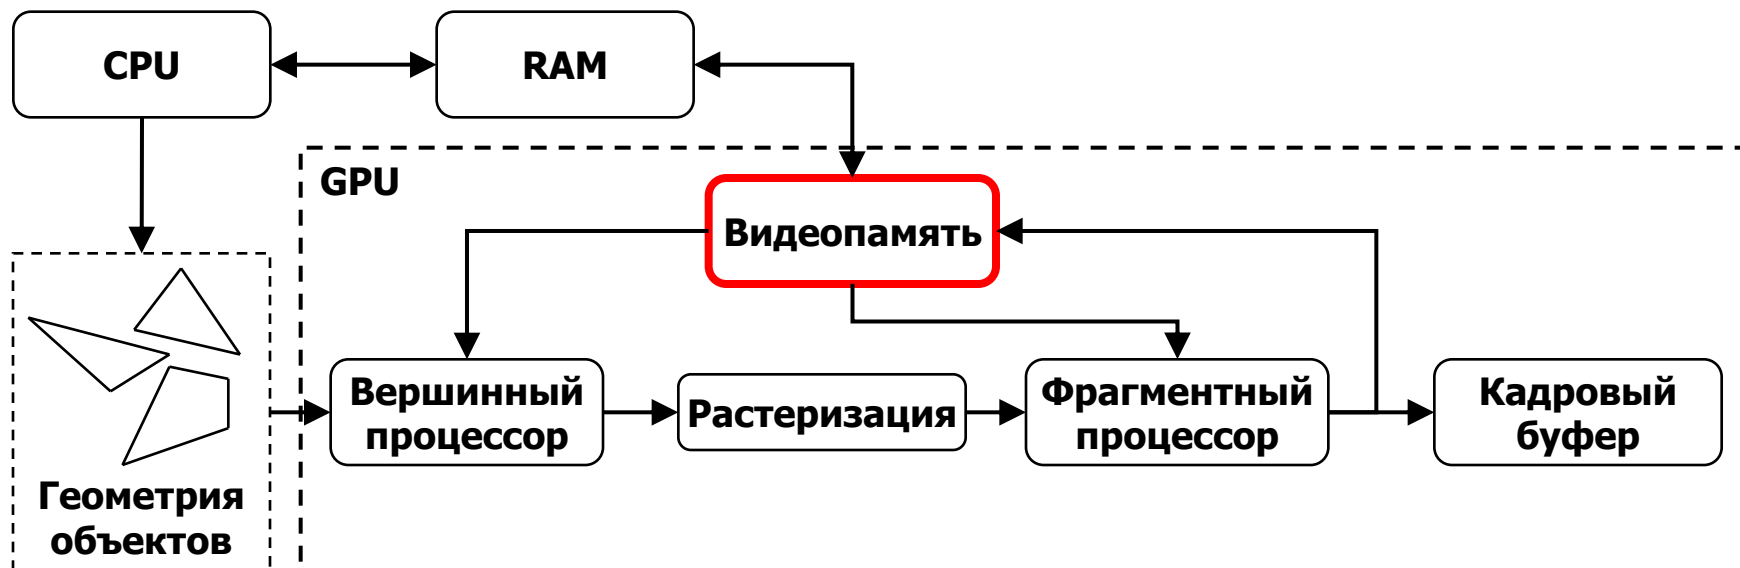 CPU
RAM
GPU
Видеопамять
Вершинный
процессор
Растеризация
Фрагментный
процессор
Кадровый
буфер
Геометрия
объектов